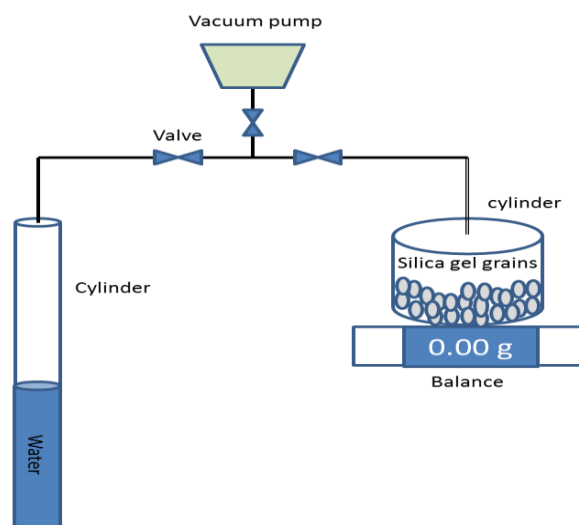 Vacuum pump
Valve
cylinder
Silica gel grains
Cylinder
0.00 g
Balance
Water